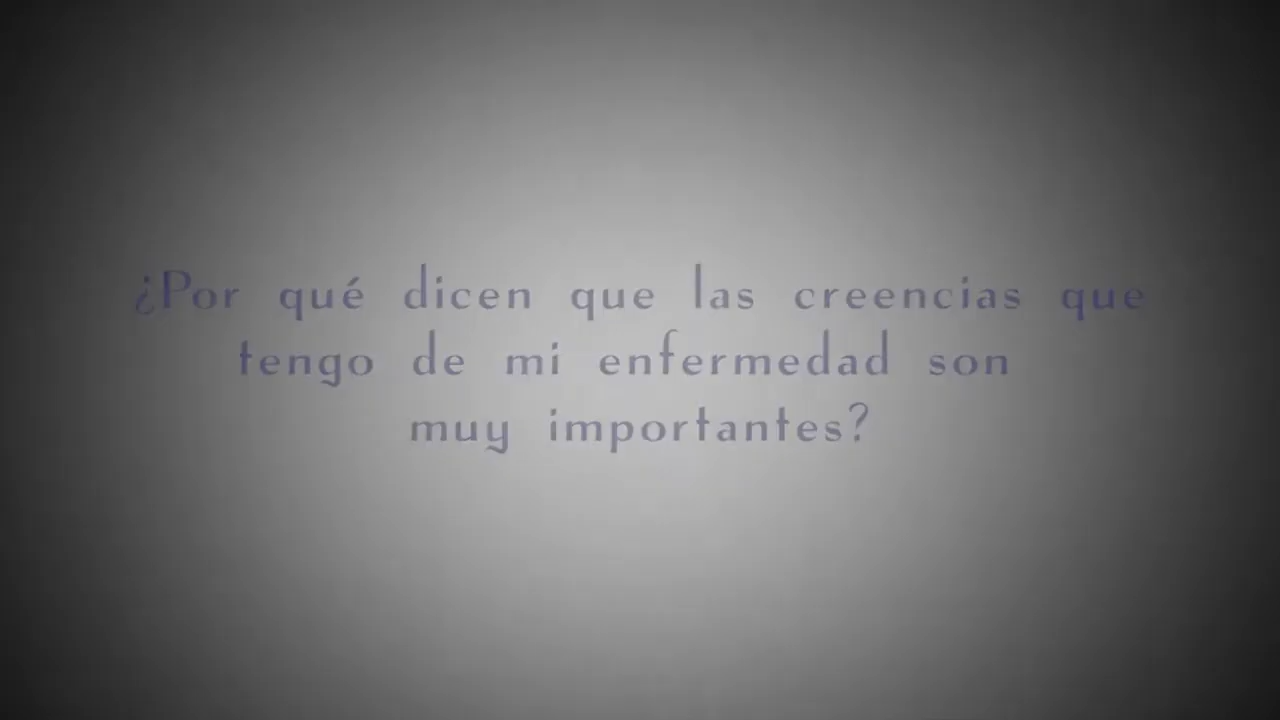 ¿Por qué dicen que las creencias que
tengo de mi enfermedad son
muy importantes?